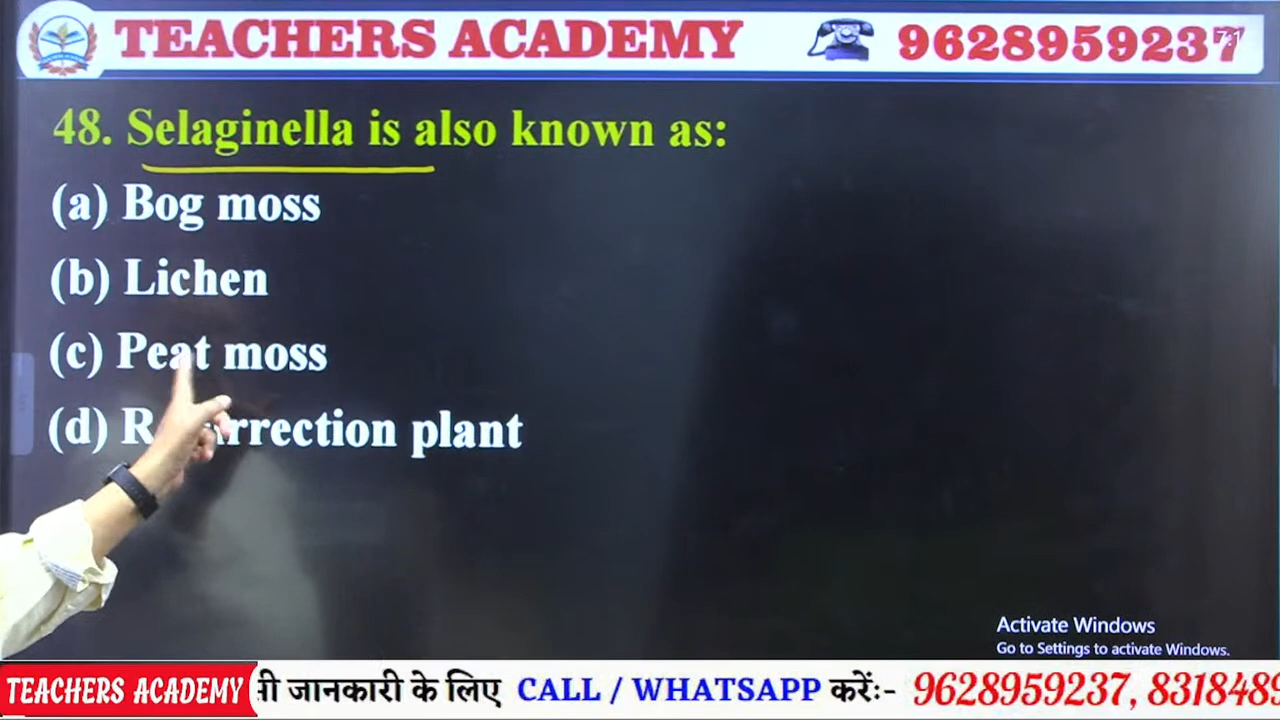 TEACHERS ACADEMY 9628959237
48. Selaginella is also known as:
(a) Bog moss
(b) Lichen
(c) Peat moss
(d) R rrection plant
Activate Windows
Go to Settings to activate Windows.
TEACHERS ACADEMY नी जानकारी के लिए CALL / WHATSAPP करें:- 9628959237, 8318489